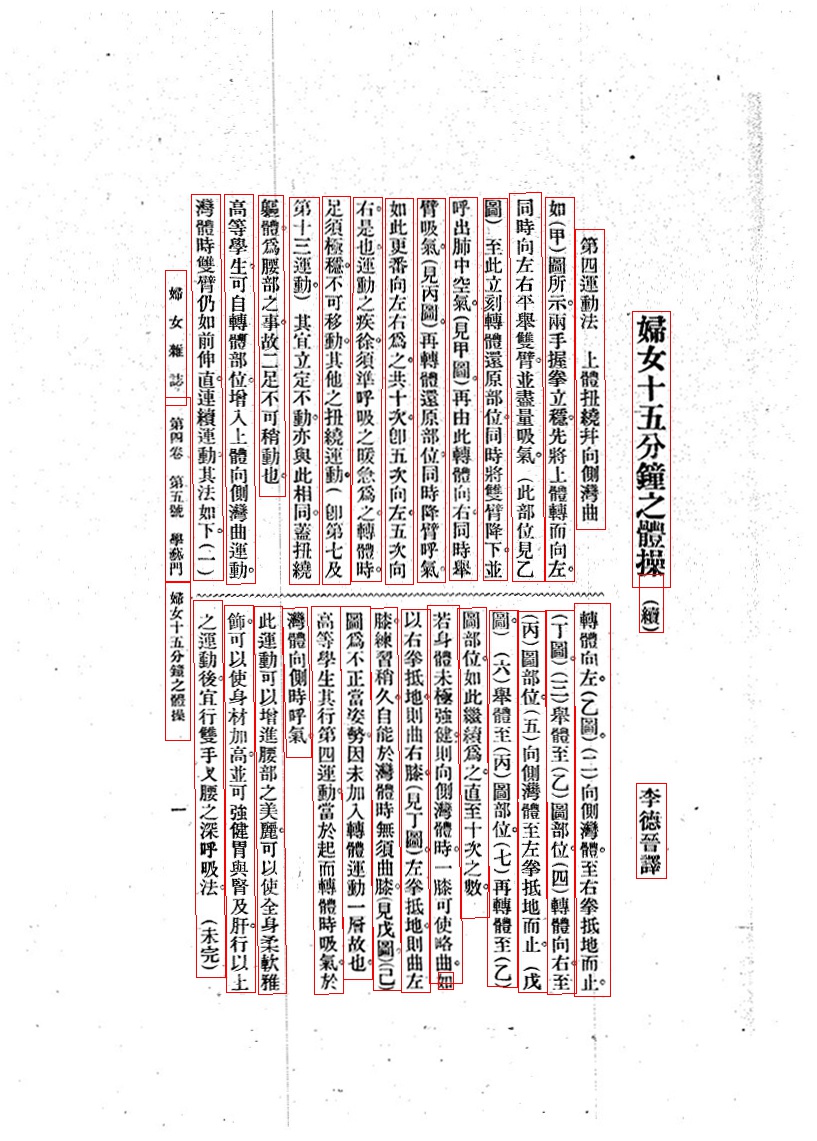 婦女十五分鐘之體操
(續)
李德晉譯
第四運動法　上體扭繞幷向側灣曲
如(甲)圖所示。兩手握拳立穩。先將上體轉而向左。
同時向左右平舉雙臂。並盡量吸氣。(此部位見乙
圖)　至此立刻轉體還原部位。同時將雙臂降下。並
呼出肺中空氣。(見甲圖)再由此轉體向右。同時舉
臂吸氣。(見丙圖)再轉體還原部位。同時降臂呼氣。
如此更番向左向右爲之。共十次。卽五次向左。五次向
右是也。運動之疾徐。須準呼吸之暖急爲之。轉體時。
足須極穩。不可移動。其他之扭繞運動。(卽第七及
第十三運動)　其宜立定不動。亦與此相同。蓋扭繞
軀體。爲腰部之事。故二足不可稍動也。
高等學生。可自轉體部位。增入上體向側灣曲運動。
灣體時。雙臂仍如前伸直。連續運動。其法如下。(一)
轉體向左。(乙圖)(二)向側灣體至右拳抵地而止。
(丁圖)(三)舉體至(乙)圖部位。(四)轉體向右。至
(丙)圖部位。(五)向側灣體至左拳抵地而止。(戊
圖)　(六)舉體至(丙)圖部位。(七)再轉體至(乙)
圖部位。如此繼續爲之。直至十次之數。
若身體未極強健。則向側灣體時。一膝可使略曲。如
以右拳抵地。則曲右膝。(見丁圖)左拳抵地。則曲左
膝。練習稍久。自能於灣體時無須曲膝。(見戊圖)(己)
圖爲不正當姿勢。因未加入轉體運動一層故也。
高等學生。其行第四運動。當於起而轉體時吸氣。於
灣體向側時呼氣。
此運動可以增進腰部之美麗。可以使全身柔軟雅
飾。可以使身材加高。並可強健胃與腎及肝。行以上
之運動後。宜行雙手叉腰之深呼吸法。　(未完)
婦女雜誌
第四卷　第五號　學藝門
婦女十五分鐘之體操
一